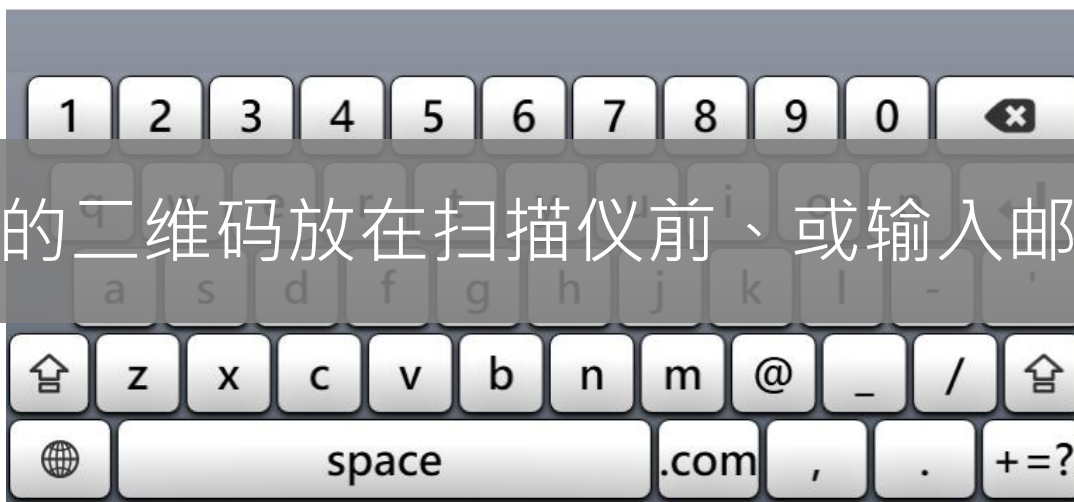 1 2 3 4 5 6 7 8 9 0
q w e r t y u i o p
的二维码放在扫描仪前、或输入邮
a s d f g h j k l - '
z x c v b n m @ _ /
space .com , . +=?